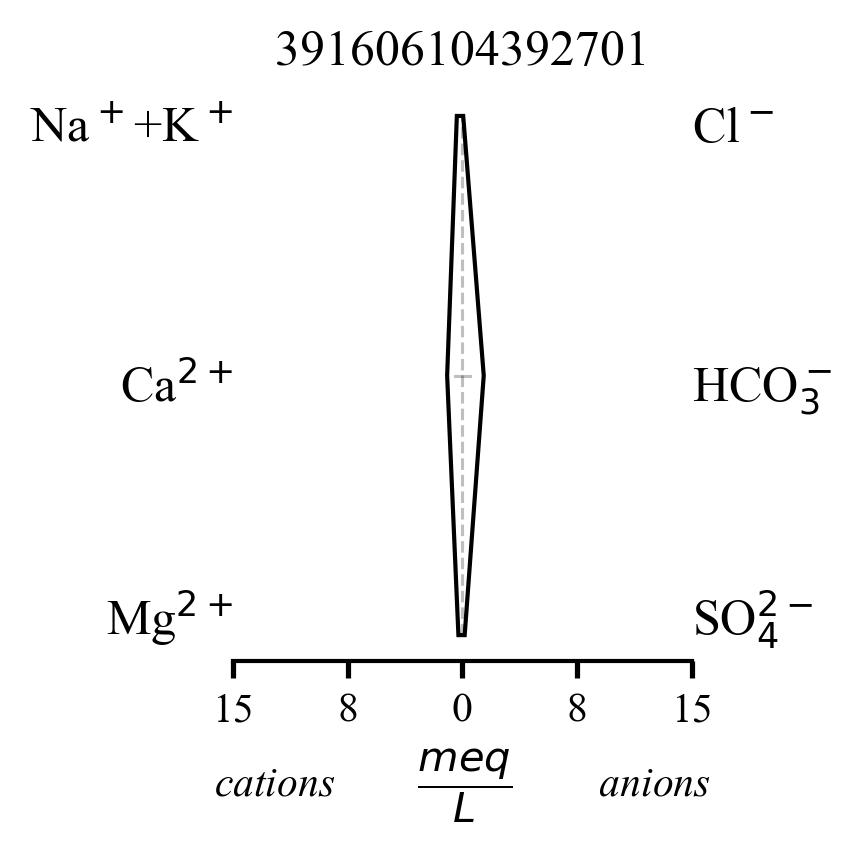 391606104392701
Na⁺+K⁺ Cl⁻
Ca²⁺ HCO₃⁻
Mg²⁺ SO₄²⁻
15 8 0 8 15
cations meq/L anions